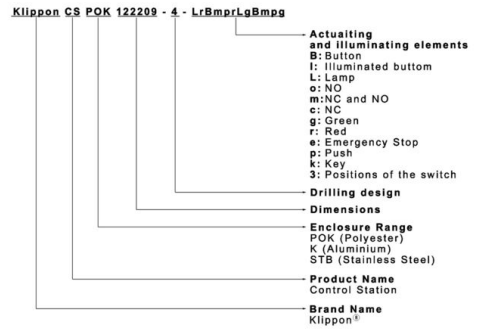 Klippon CS POK 122209 - 4 - LrBmprLgBmpg
Actuaiting
and illuminating elements
B: Button
I: Illuminated buttom
L: Lamp
o: NO
m:NC and NO
c: NC
g: Green
r: Red
e: Emergency Stop
p: Push
k: Key
3: Positions of the switch
Drilling design
Dimensions
Enclosure Range
POK (Polyester)
K (Aluminium)
STB (Stainless Steel)
Product Name
Control Station
Brand Name
Klippon®